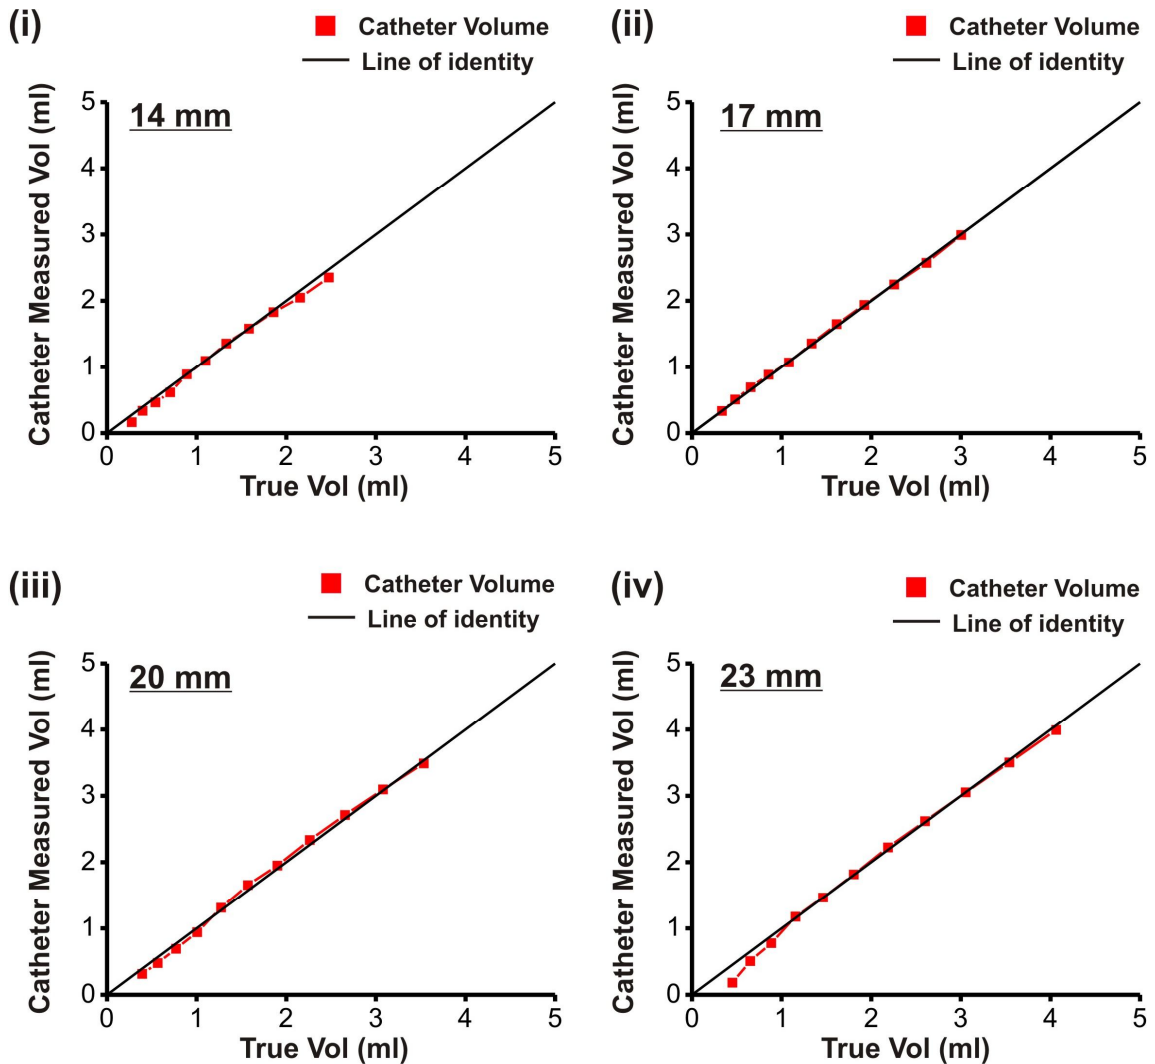 (i)
Catheter Volume
Line of identity
14 mm
Catheter Measured Vol (ml)
5
4
3
2
1
0
0 1 2 3 4 5
True Vol (ml)
(ii)
Catheter Volume
Line of identity
17 mm
Catheter Measured Vol (ml)
5
4
3
2
1
0
0 1 2 3 4 5
True Vol (ml)
(iii)
Catheter Volume
Line of identity
20 mm
Catheter Measured Vol (ml)
5
4
3
2
1
0
0 1 2 3 4 5
True Vol (ml)
(iv)
Catheter Volume
Line of identity
23 mm
Catheter Measured Vol (ml)
5
4
3
2
1
0
0 1 2 3 4 5
True Vol (ml)